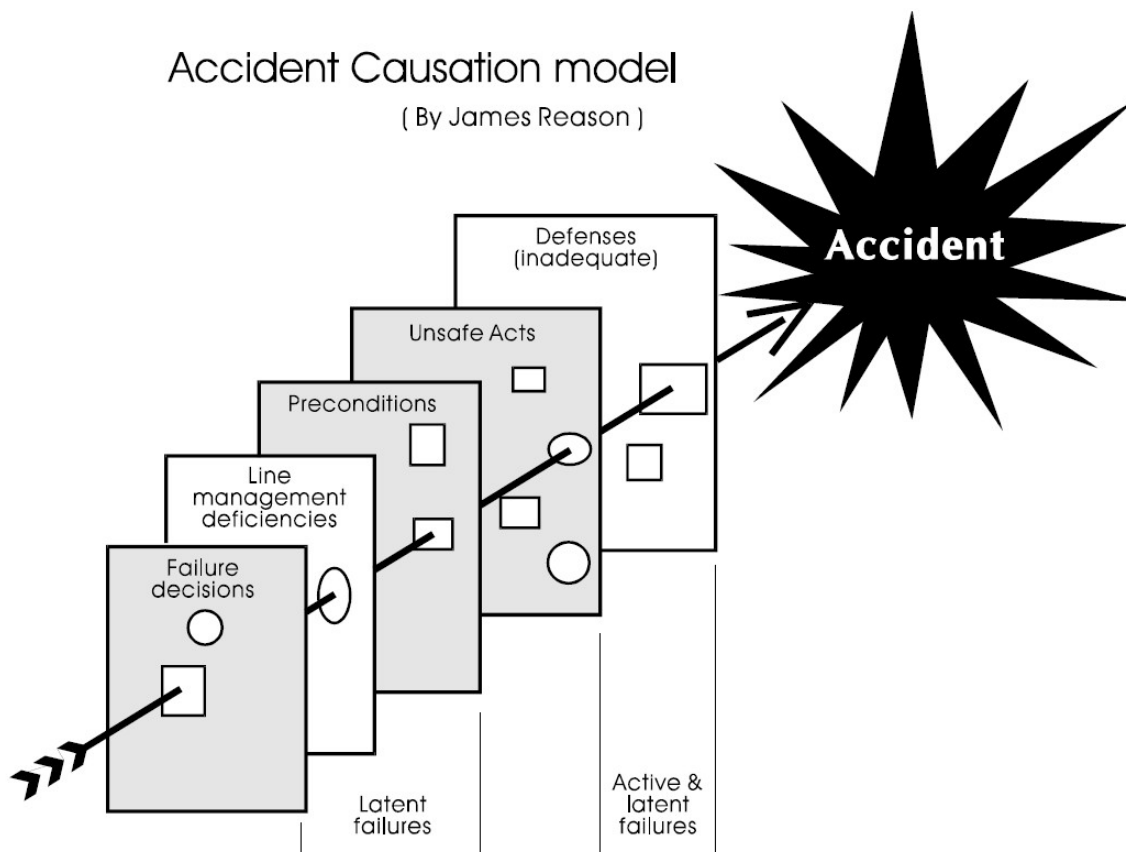 Accident Causation model
( By James Reason )
Accident
Defenses
(inadequate)
Unsafe Acts
Preconditions
Line
management
deficiencies
Failure
decisions
Latent
failures
Active &
latent
failures